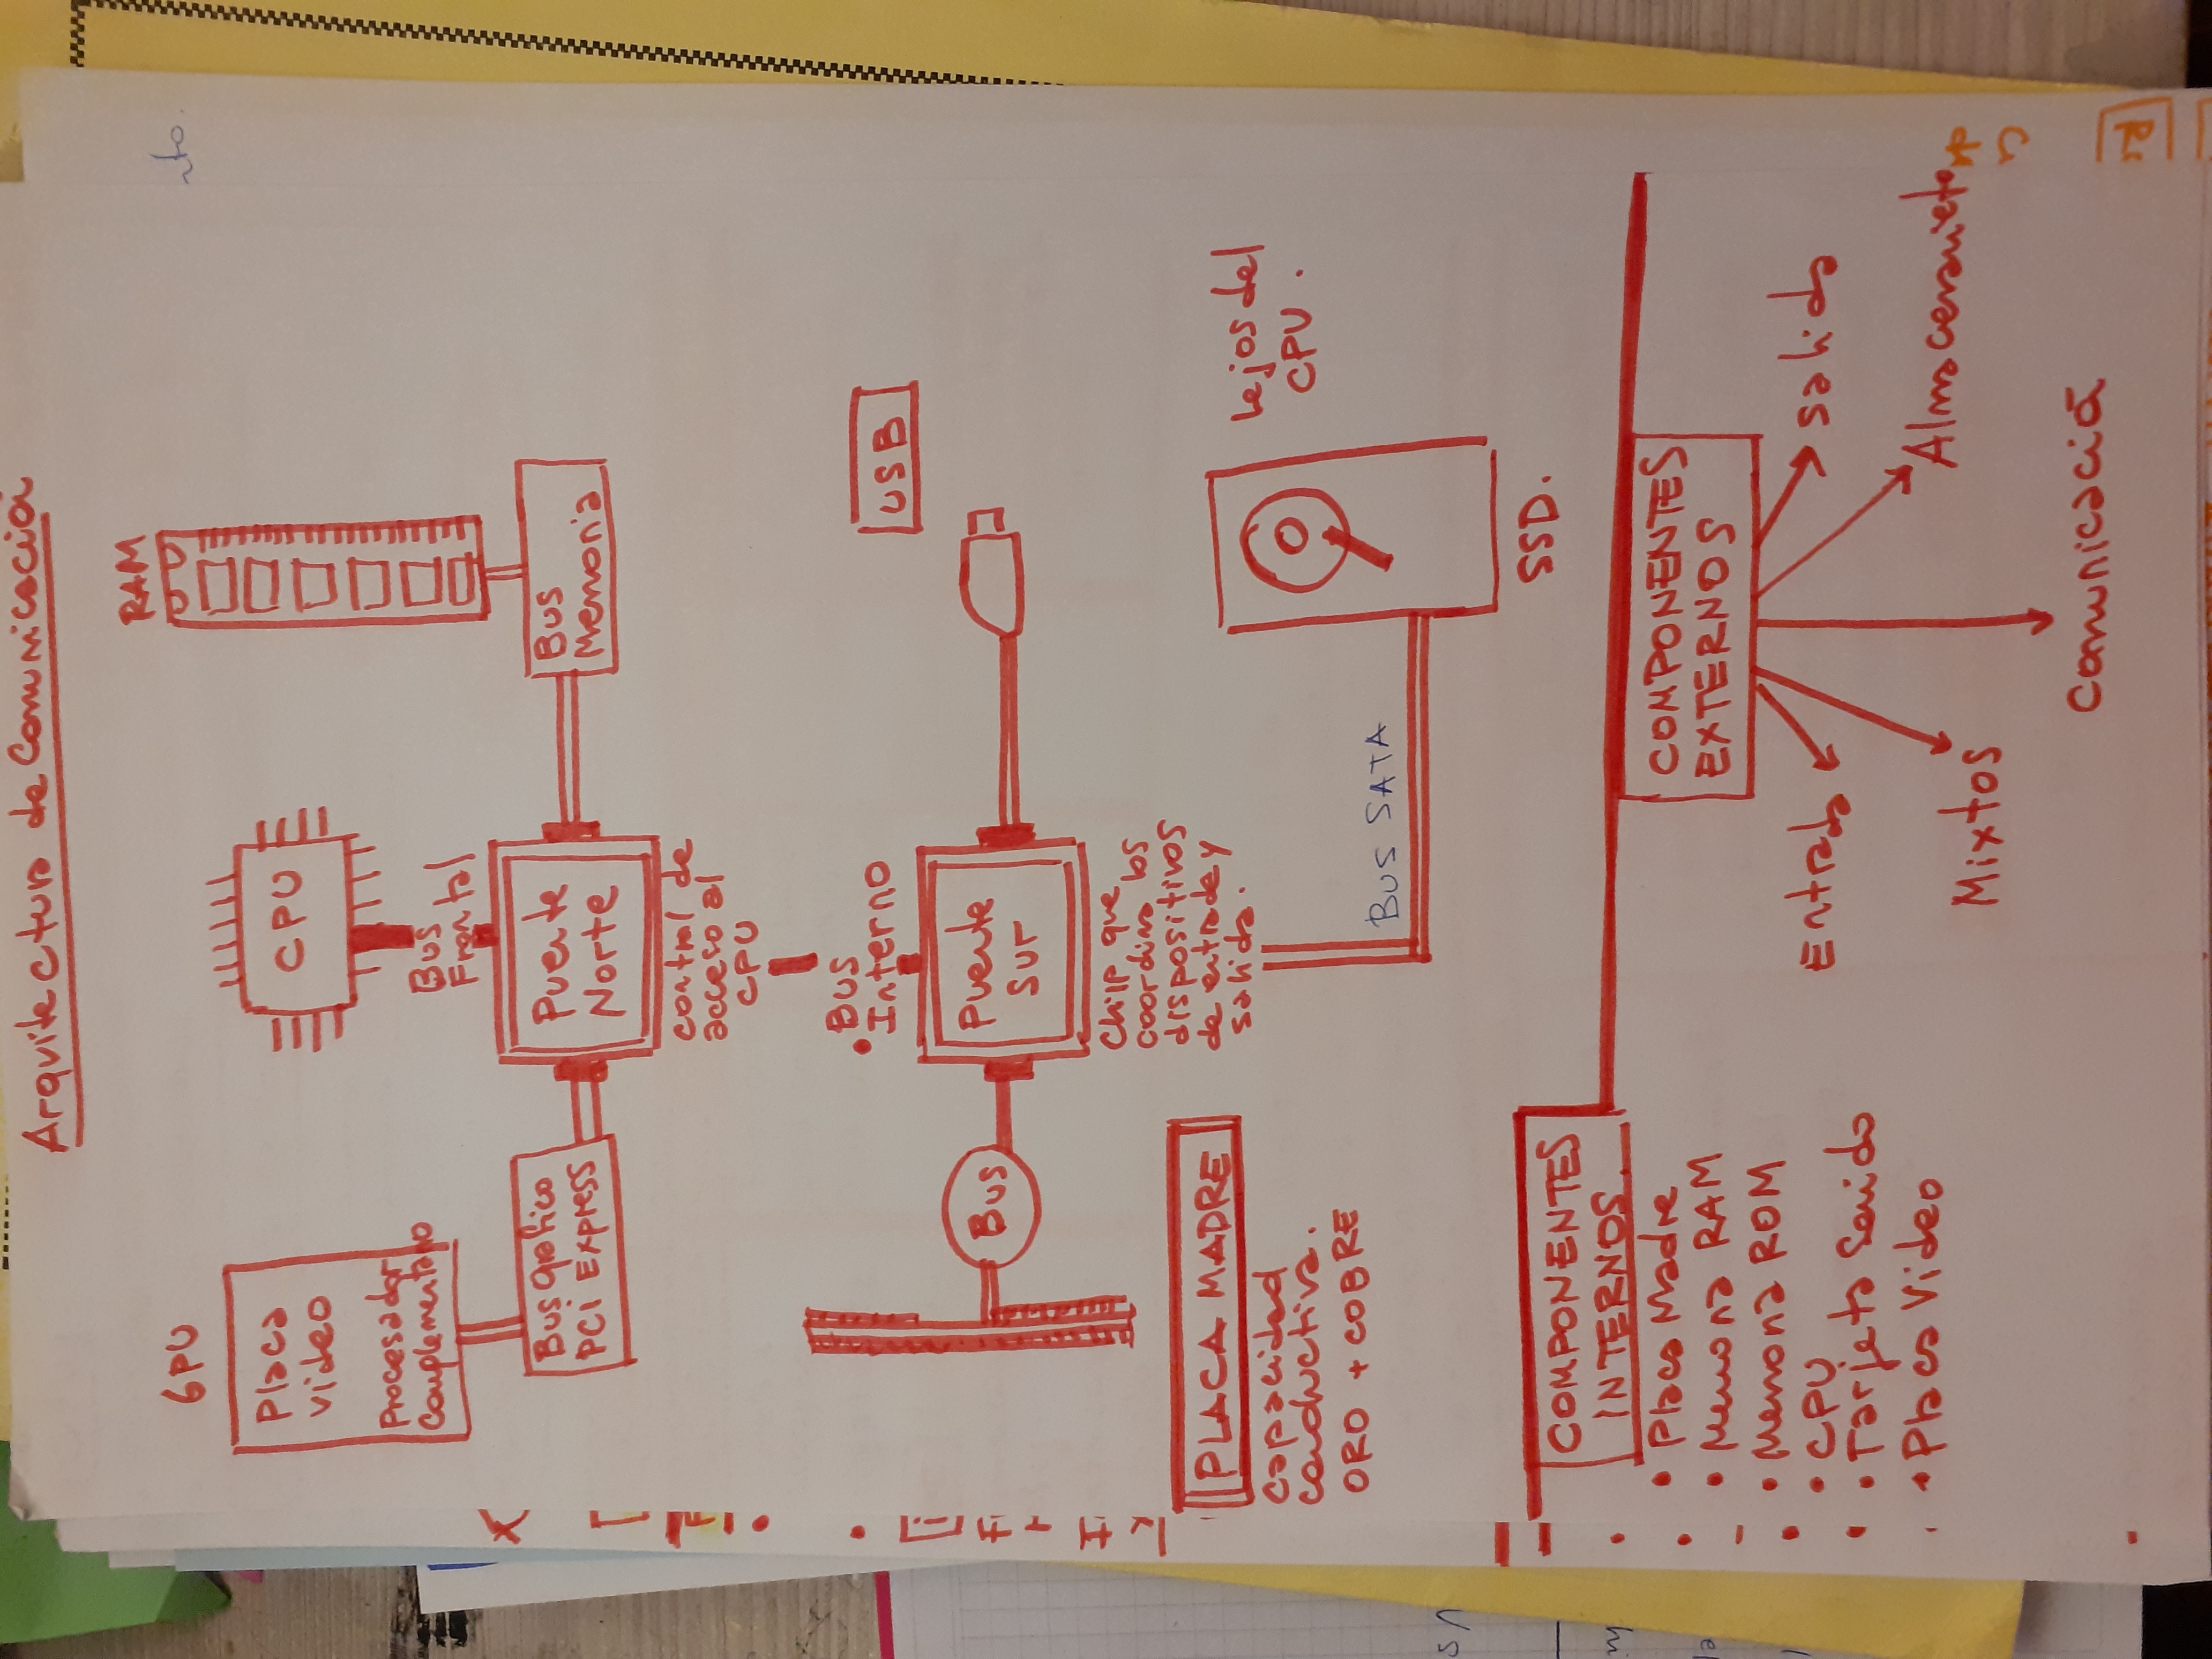 Arquitectura de Comunicación
GPU
Placa
video
Procesador
Complementario
CPU
RAM
Bus
Frontal
Bus gráfico
PCI Express
Puente
Norte
Bus
Memoria
control de
acceso al
CPU
• Bus
Interno
USB
Bus
Puente
Sur
Chip que
coordina los
dispositivos
de entrada y
salida.
PLACA MADRE
capacidad
conductiva.
ORO + COBRE
BUS SATA
Lejos del
CPU.
SSD.
COMPONENTES
INTERNOS
• Placa Madre
• Memoria RAM
• Memoria ROM
• CPU
• Tarjeta Sonido
• Placa Video
COMPONENTES
EXTERNOS
Entrada
Salida
Mixtos
Almacenamiento
Comunicación